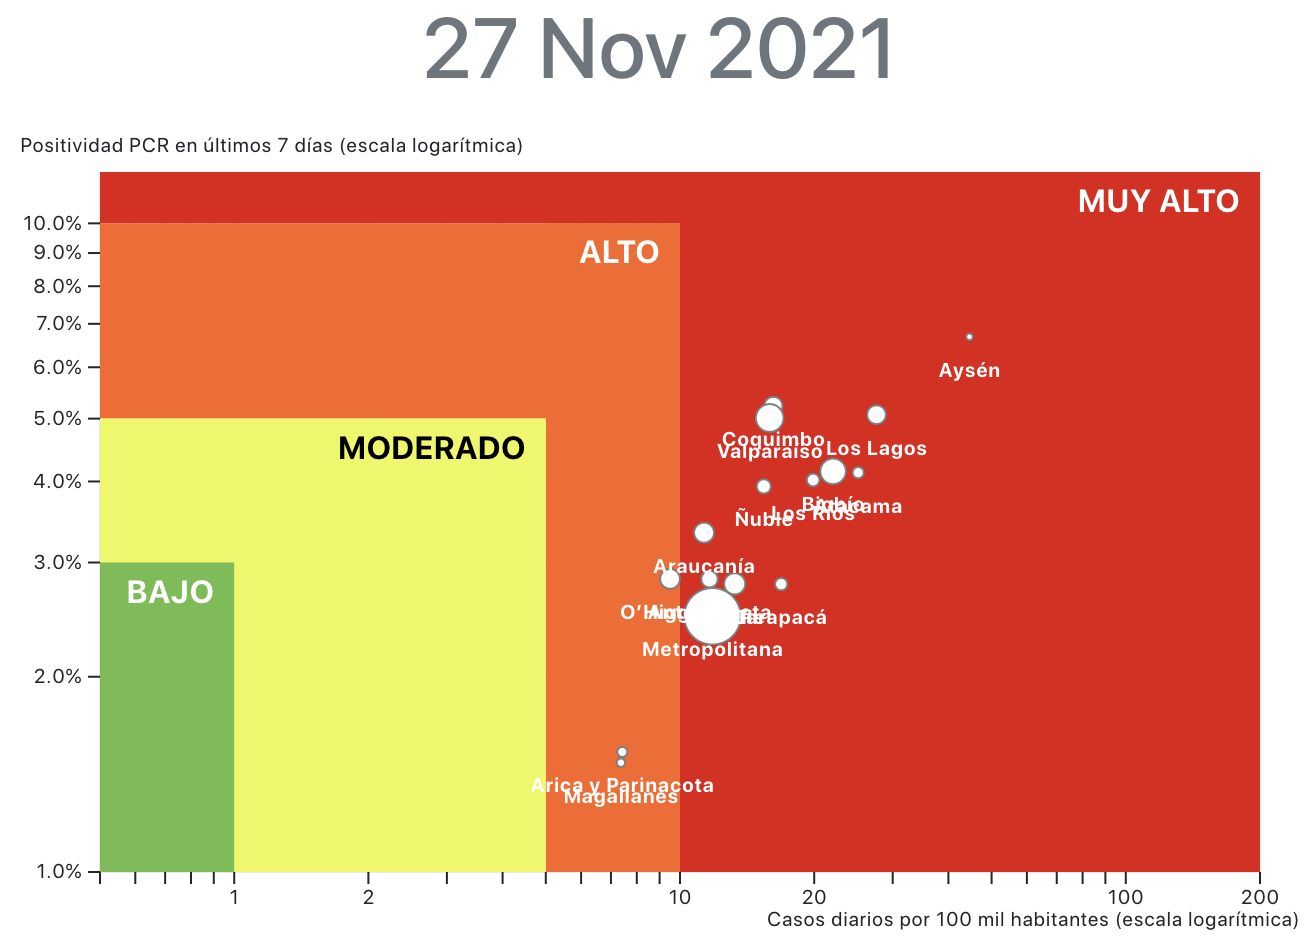 27 Nov 2021
Positividad PCR en últimos 7 días (escala logarítmica)
MUY ALTO
10.0%
ALTO
9.0%
8.0%
7.0%
6.0%
Aysén
5.0%
MODERADO
Coquimbo
Valparaíso
Los Lagos
4.0%
Biobío
Atacama
Los Ríos
Ñuble
3.0%
Araucanía
BAJO
Metropolitana
2.0%
Arica y Parinacota
Magallanes
1.0%
1 2 10 20 100 200
Casos diarios por 100 mil habitantes (escala logarítmica)